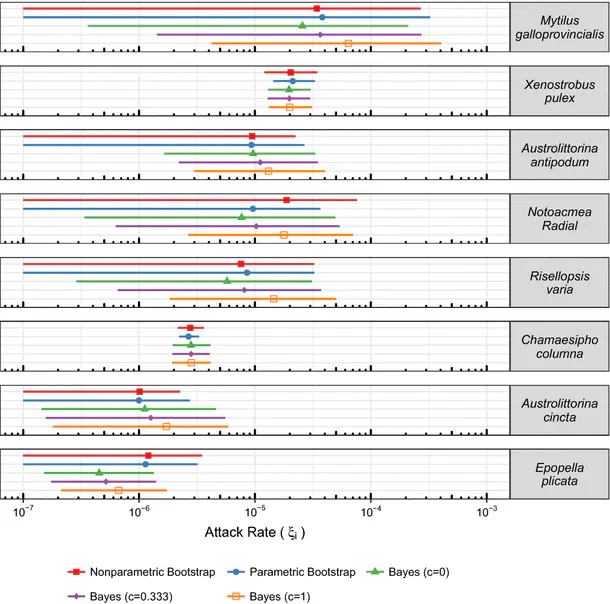 Mytilus
galloprovincialis
Xenostrobus
pulex
Austrolittorina
antipodum
Notoacmea
Radial
Risellopsis
varia
Chamaesipho
columna
Austrolittorina
cincta
Epopella
plicata
10⁻⁷ 10⁻⁶ 10⁻⁵ 10⁻⁴ 10⁻³
Attack Rate ( ξᵢ )
Nonparametric Bootstrap Parametric Bootstrap Bayes (c=0)
Bayes (c=0.333) Bayes (c=1)